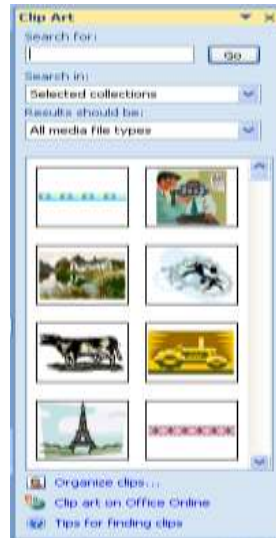 Clip Art
Search for:
Go
Search in:
Selected collections
Results should be:
All media file types
Organize clips...
Clip art on Office Online
Tips for finding clips